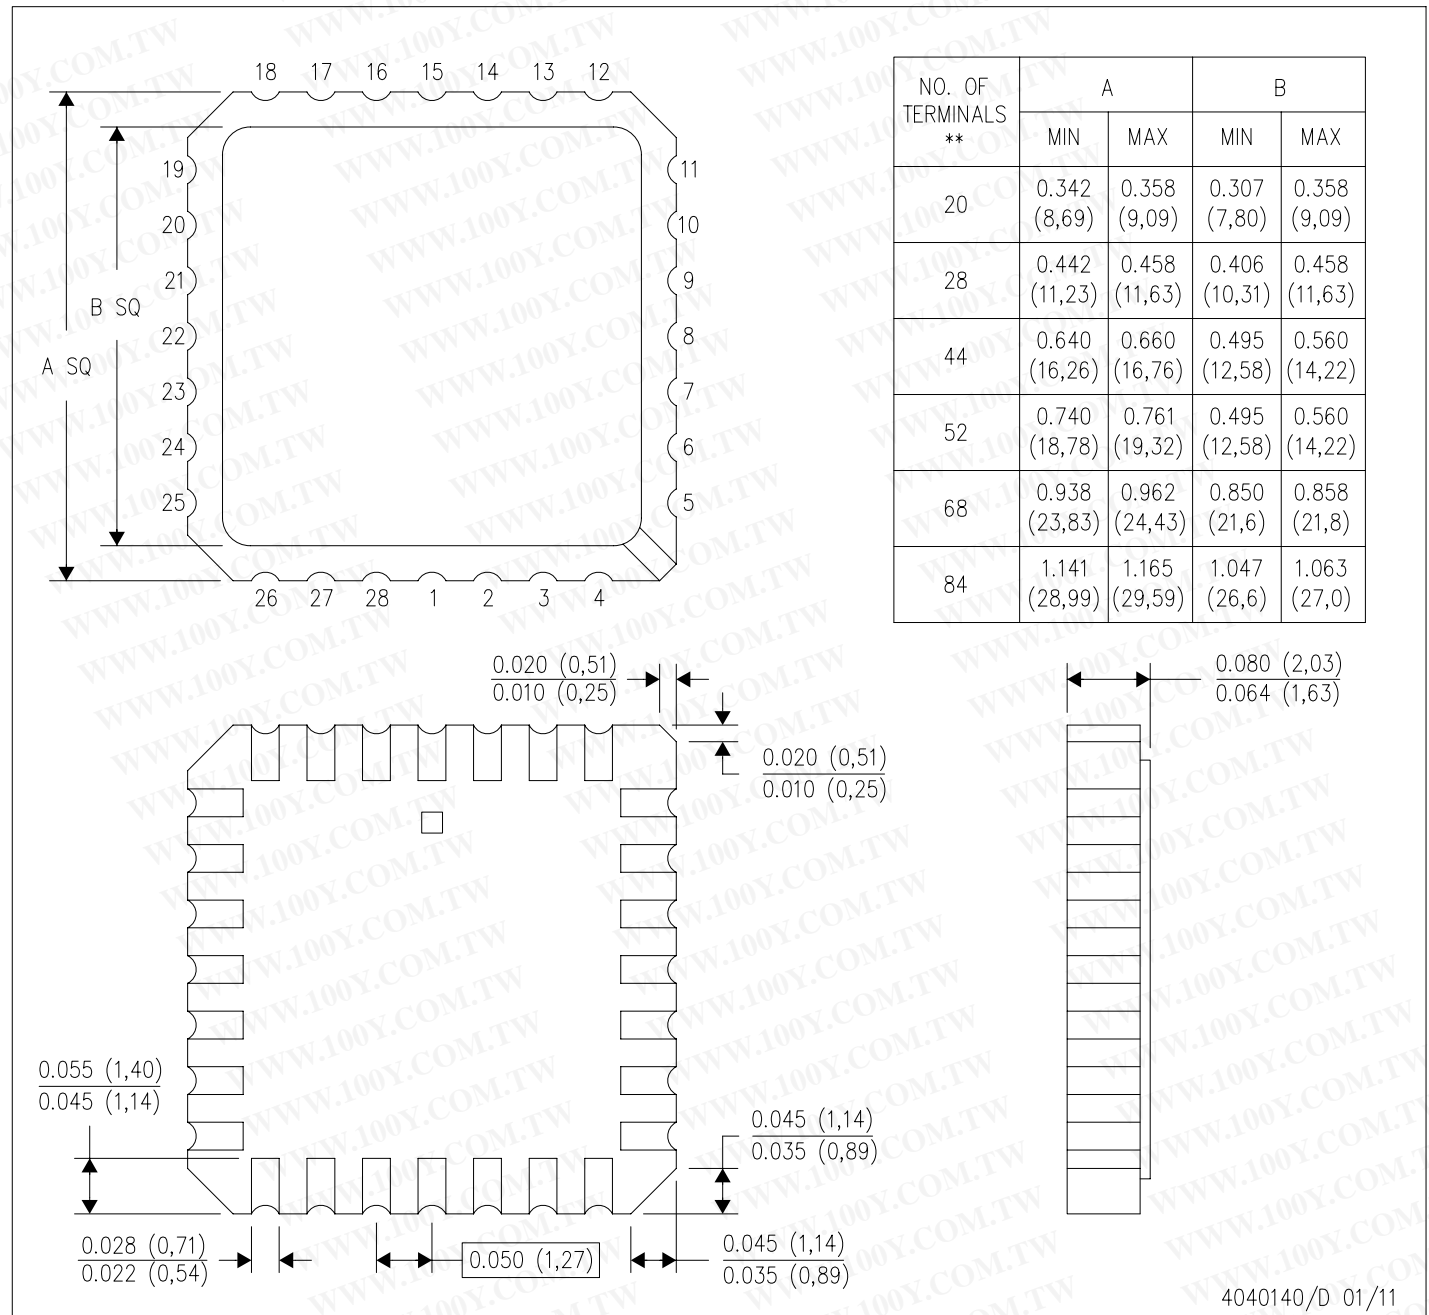 18 17 16 15 14 13 12
19
20
21
22
23
24
25
11
10
9
8
7
6
5
26 27 28 1 2 3 4
B SQ
A SQ
NO. OF TERMINALS ** A B
MIN MAX MIN MAX
20 0.342 (8,69) 0.358 (9,09) 0.307 (7,80) 0.358 (9,09)
28 0.442 (11,23) 0.458 (11,63) 0.406 (10,31) 0.458 (11,63)
44 0.640 (16,26) 0.660 (16,76) 0.495 (12,58) 0.560 (14,22)
52 0.740 (18,78) 0.761 (19,32) 0.495 (12,58) 0.560 (14,22)
68 0.938 (23,83) 0.962 (24,43) 0.850 (21,6) 0.858 (21,8)
84 1.141 (28,99) 1.165 (29,59) 1.047 (26,6) 1.063 (27,0)
0.020 (0,51)
0.010 (0,25)
0.080 (2,03)
0.064 (1,63)
0.020 (0,51)
0.010 (0,25)
0.055 (1,40)
0.045 (1,14)
0.045 (1,14)
0.035 (0,89)
0.028 (0,71)
0.022 (0,54)
0.050 (1,27)
0.045 (1,14)
0.035 (0,89)
4040140/D 01/11
WWW.100Y.COM.TW